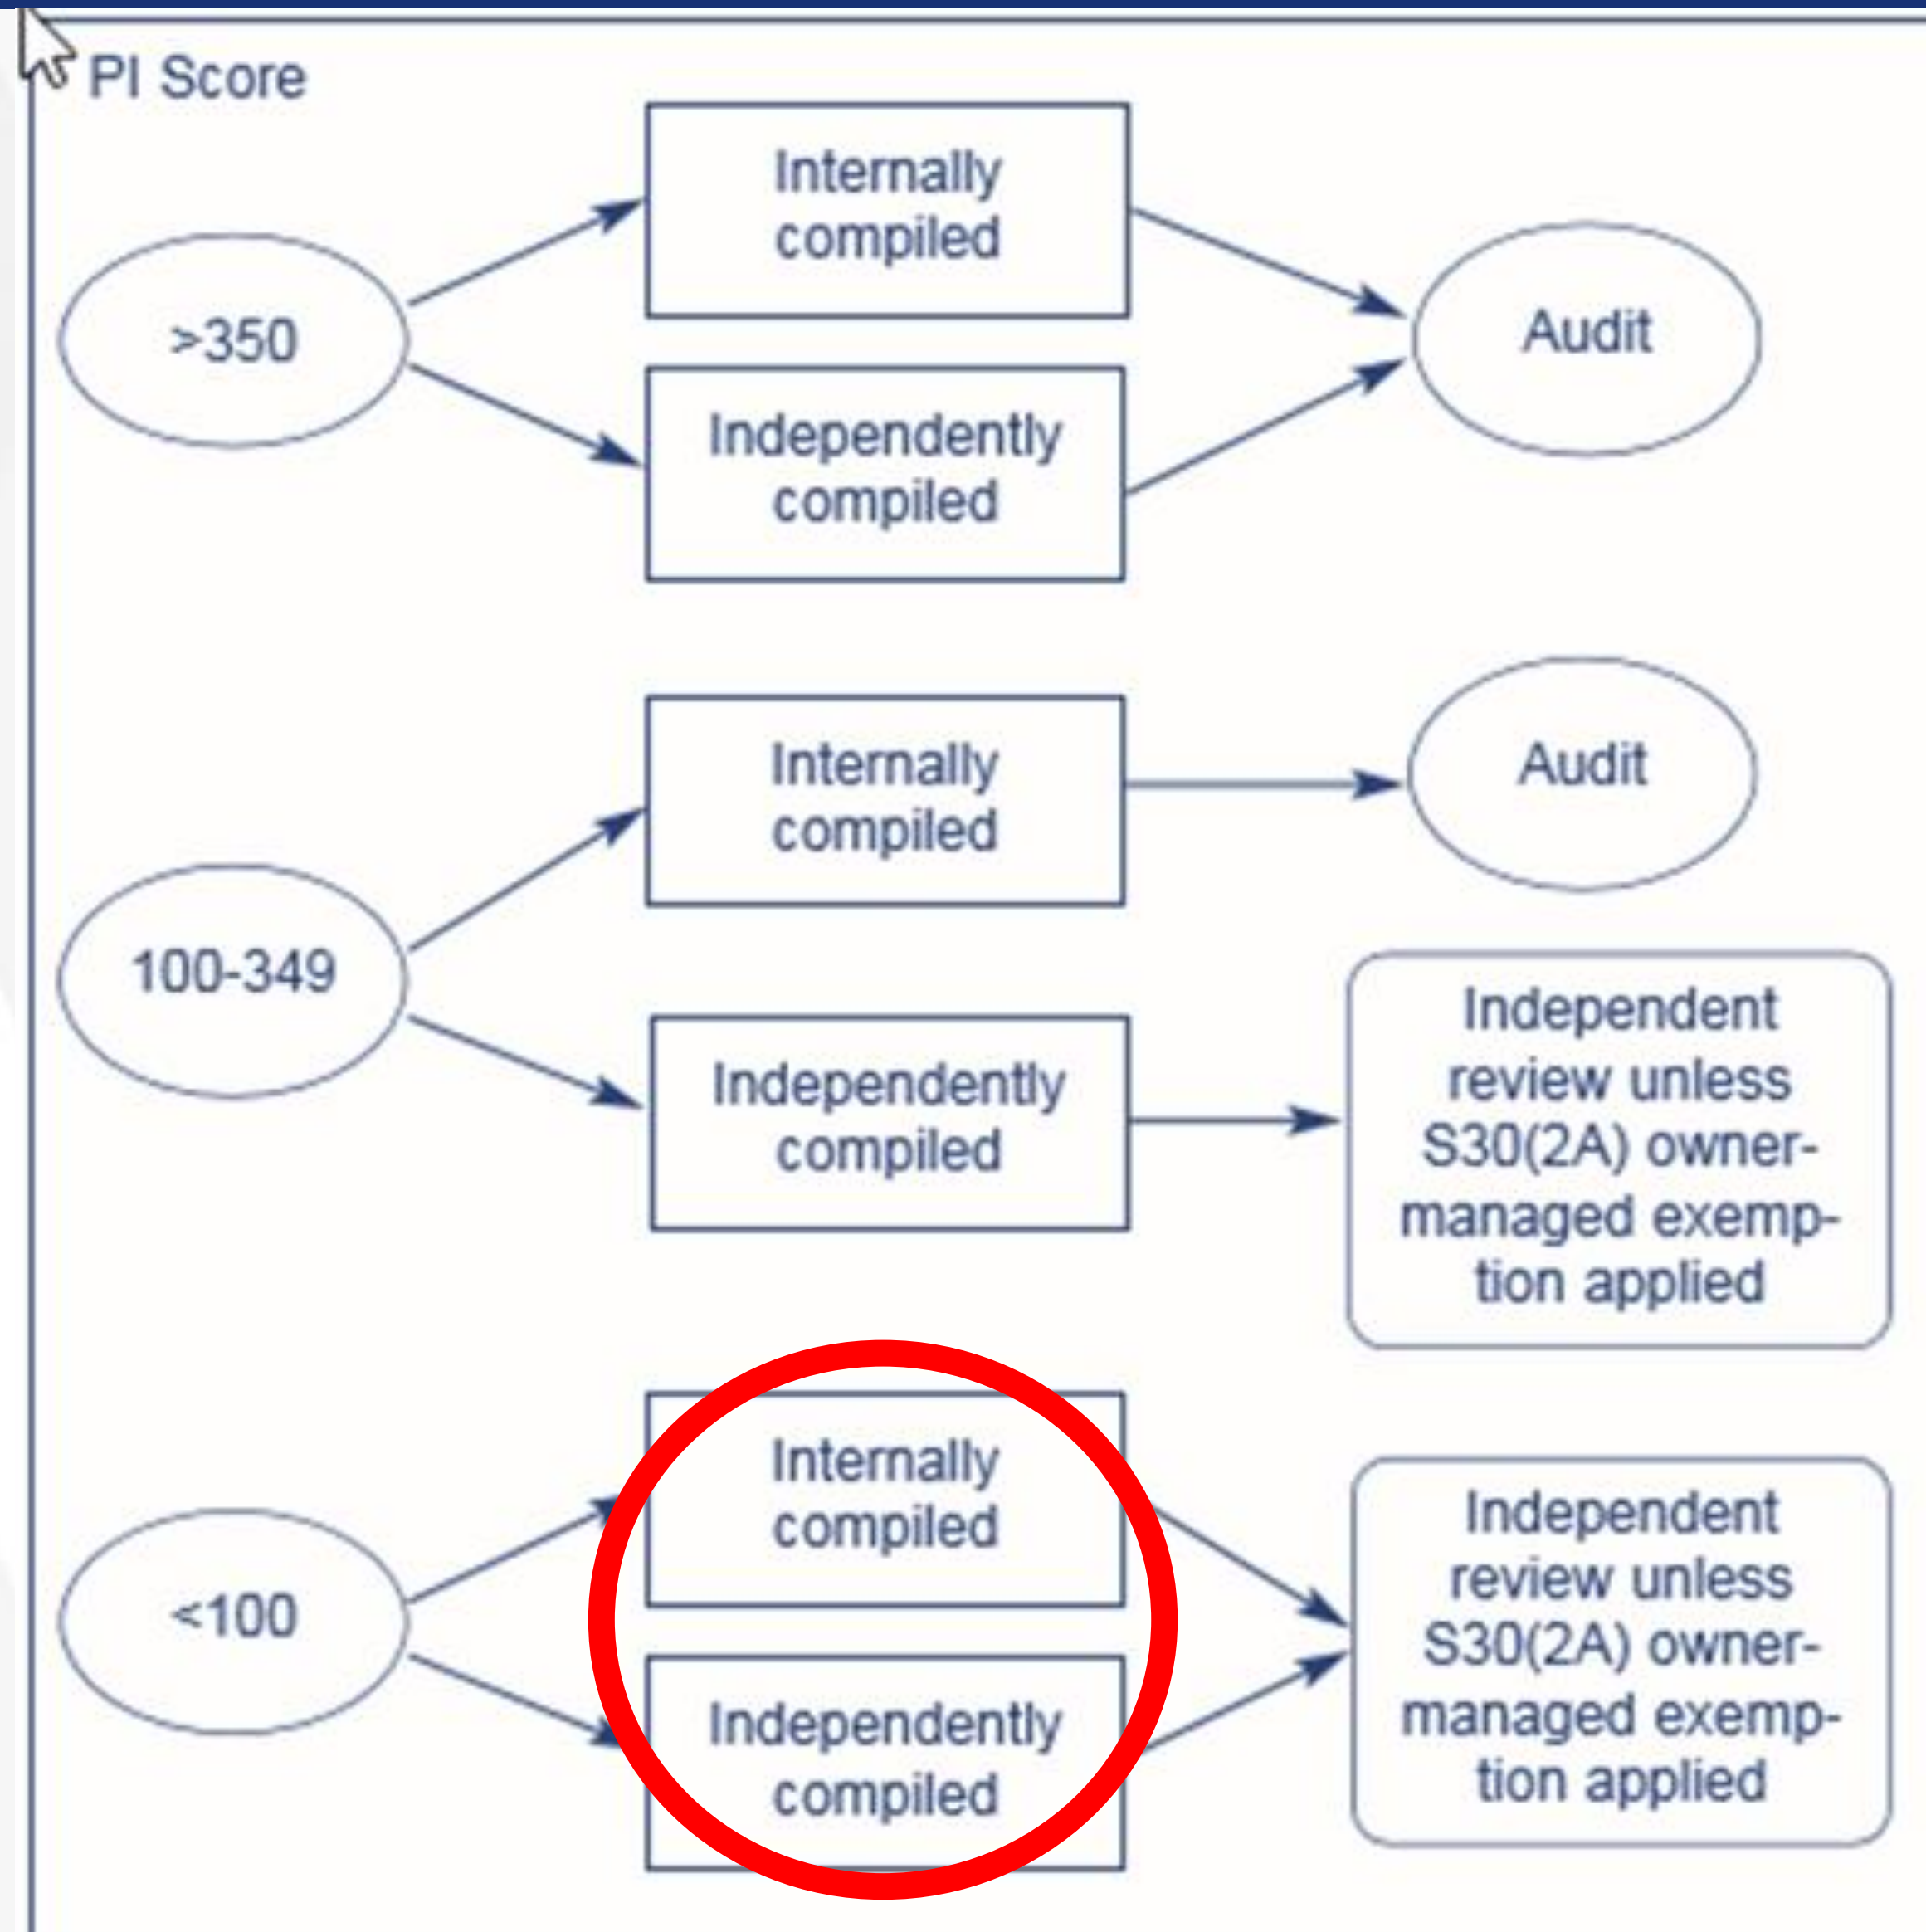 PI Score
Internally
compiled
>350
Audit
Independently
compiled
Internally
compiled
Audit
100-349
Independently
compiled
Independent
review unless
S30(2A) owner-
managed exemp-
tion applied
Internally
compiled
<100
Independently
compiled
Independent
review unless
S30(2A) owner-
managed exemp-
tion applied